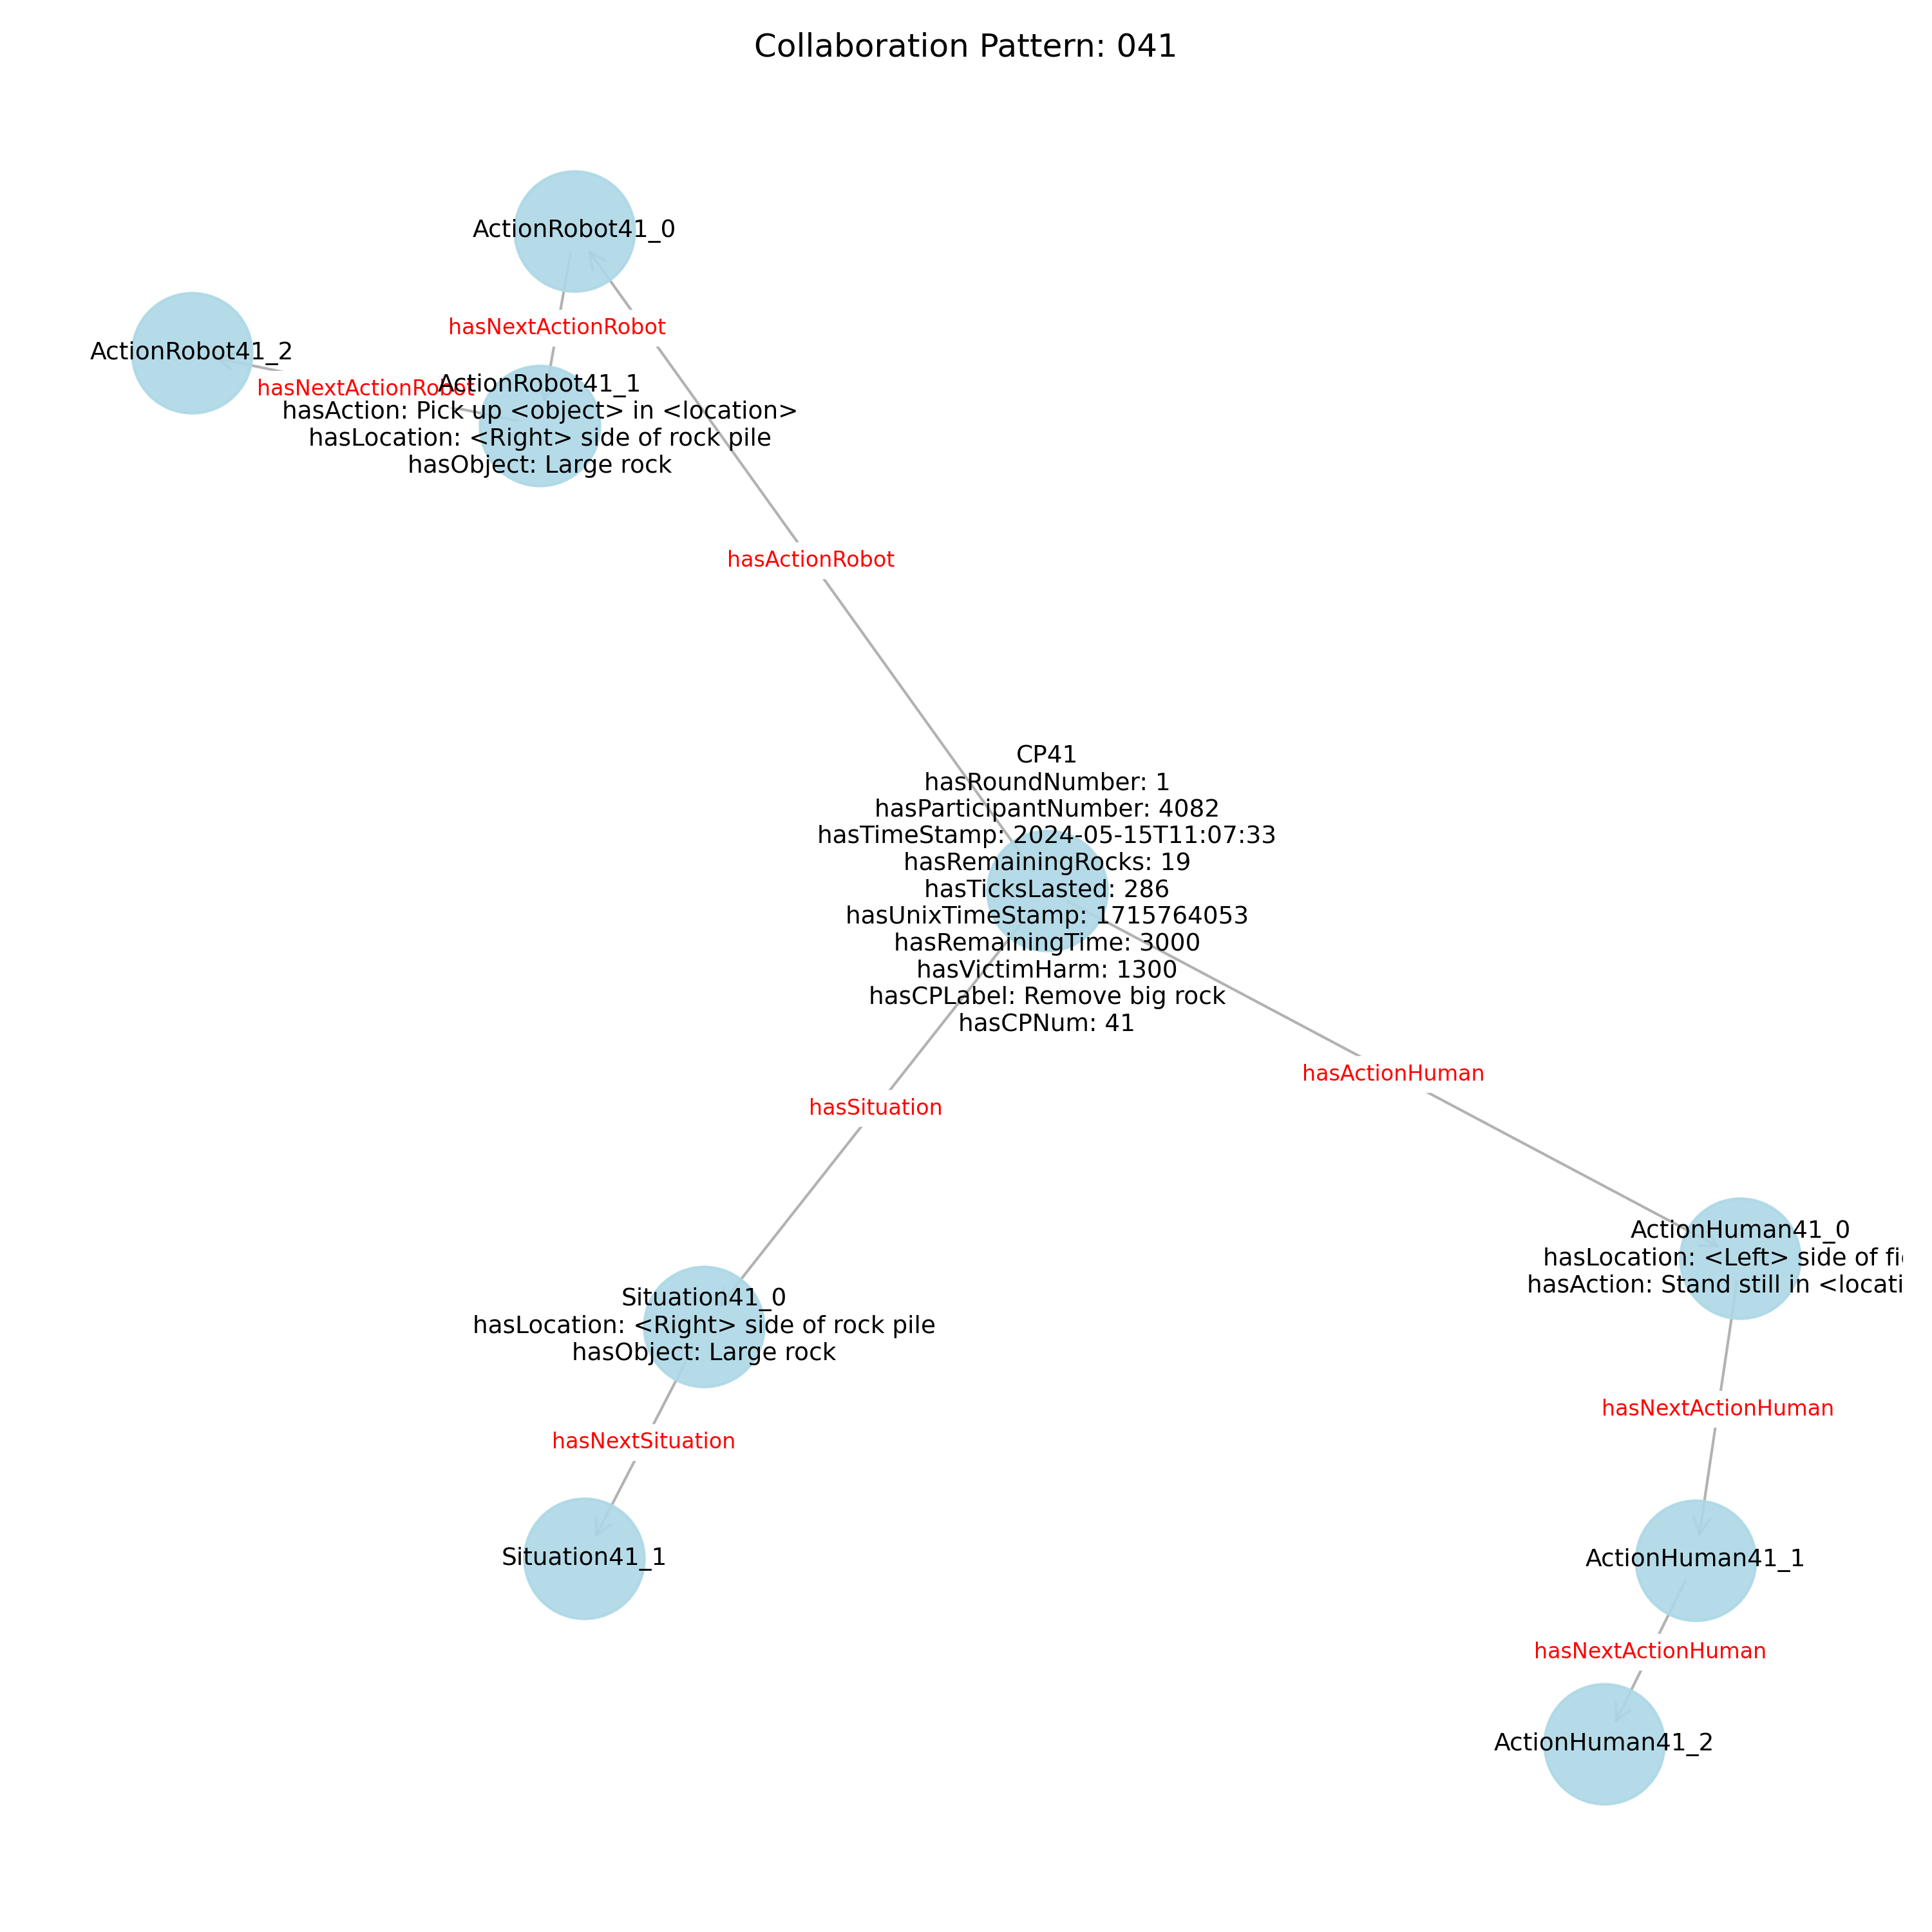 Collaboration Pattern: 041
ActionRobot41_0
hasNextActionRobot
ActionRobot41_2
hasNextActionRobot
ActionRobot41_1
hasAction: Pick up <object> in <location>
hasLocation: <Right> side of rock pile
hasObject: Large rock
hasActionRobot
CP41
hasRoundNumber: 1
hasParticipantNumber: 4082
hasTimeStamp: 2024-05-15T11:07:33
hasRemainingRocks: 19
hasTicksLasted: 286
hasUnixTimeStamp: 1715764053
hasRemainingTime: 3000
hasVictimHarm: 1300
hasCPLabel: Remove big rock
hasCPNum: 41
hasActionHuman
hasSituation
ActionHuman41_0
hasLocation: <Left> side of
hasAction: Stand still in
Situation41_0
hasLocation: <Right> side of rock pile
hasObject: Large rock
hasNextActionHuman
hasNextSituation
Situation41_1
ActionHuman41_1
hasNextActionHuman
ActionHuman41_2